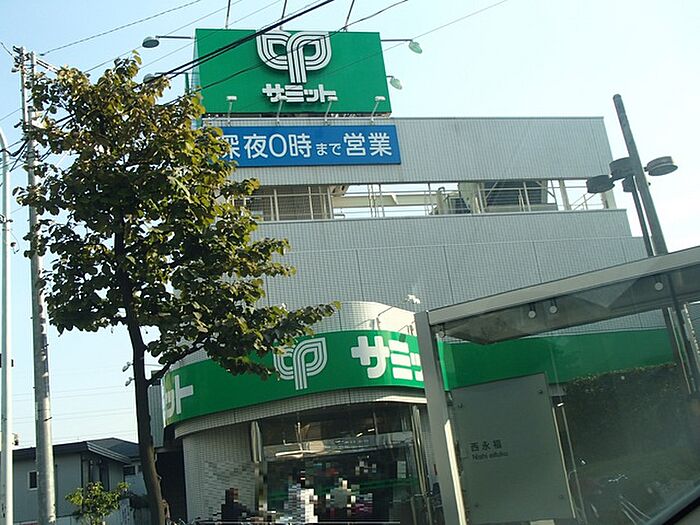 サミット
深夜0時まで営業
サミット
ット
西永福
Nishi eifuku